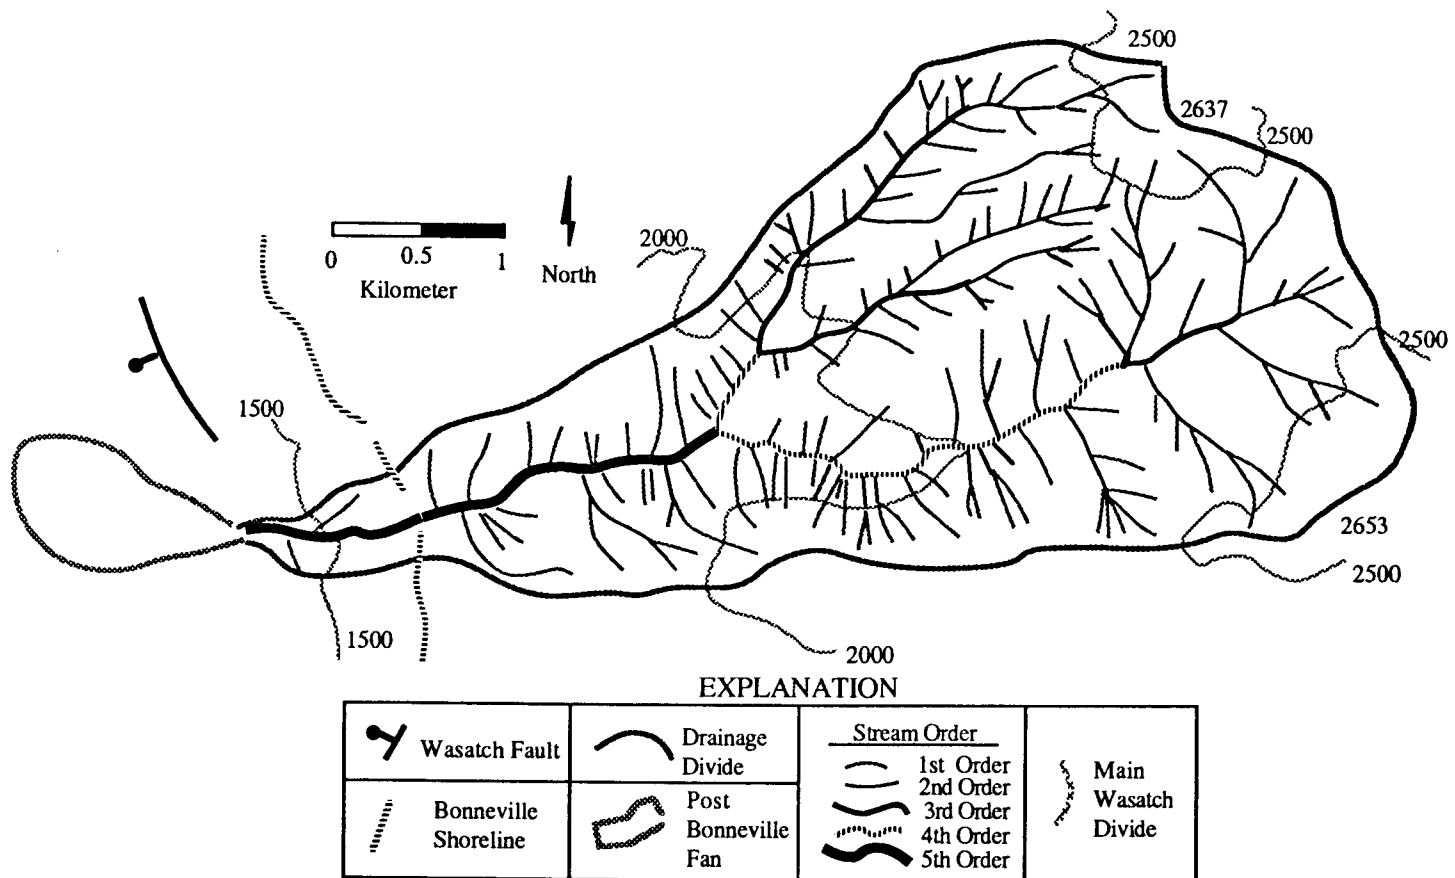 2500
2637
2500
2000
0
0.5
1
Kilometer
North
2500
1500
2653
2500
1500
2000
EXPLANATION
Wasatch Fault
Drainage
Divide
Stream Order
1st Order
2nd Order
3rd Order
4th Order
5th Order
Main
Wasatch
Divide
Bonneville
Shoreline
Post
Bonneville
Fan